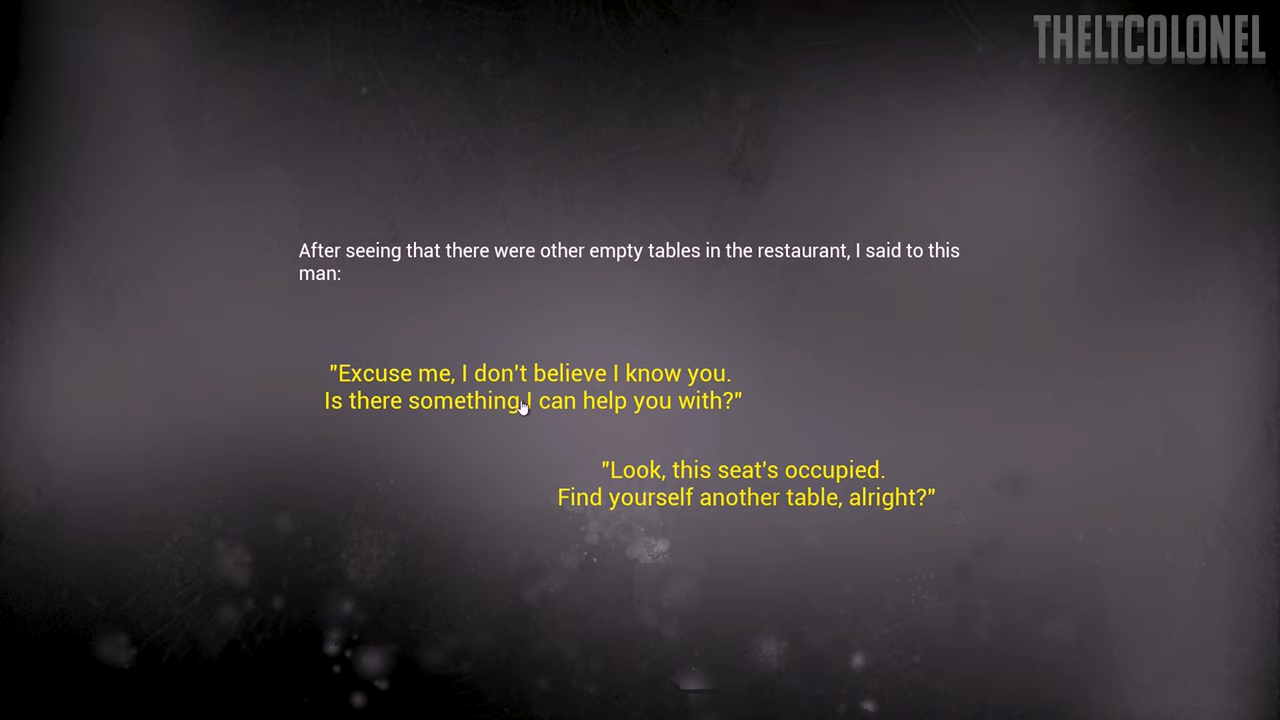 THELTCOLONEL
After seeing that there were other empty tables in the restaurant, I said to this
man:
"Excuse me, I don't believe I know you.
Is there something I can help you with?"
"Look, this seat's occupied.
Find yourself another table, alright?"